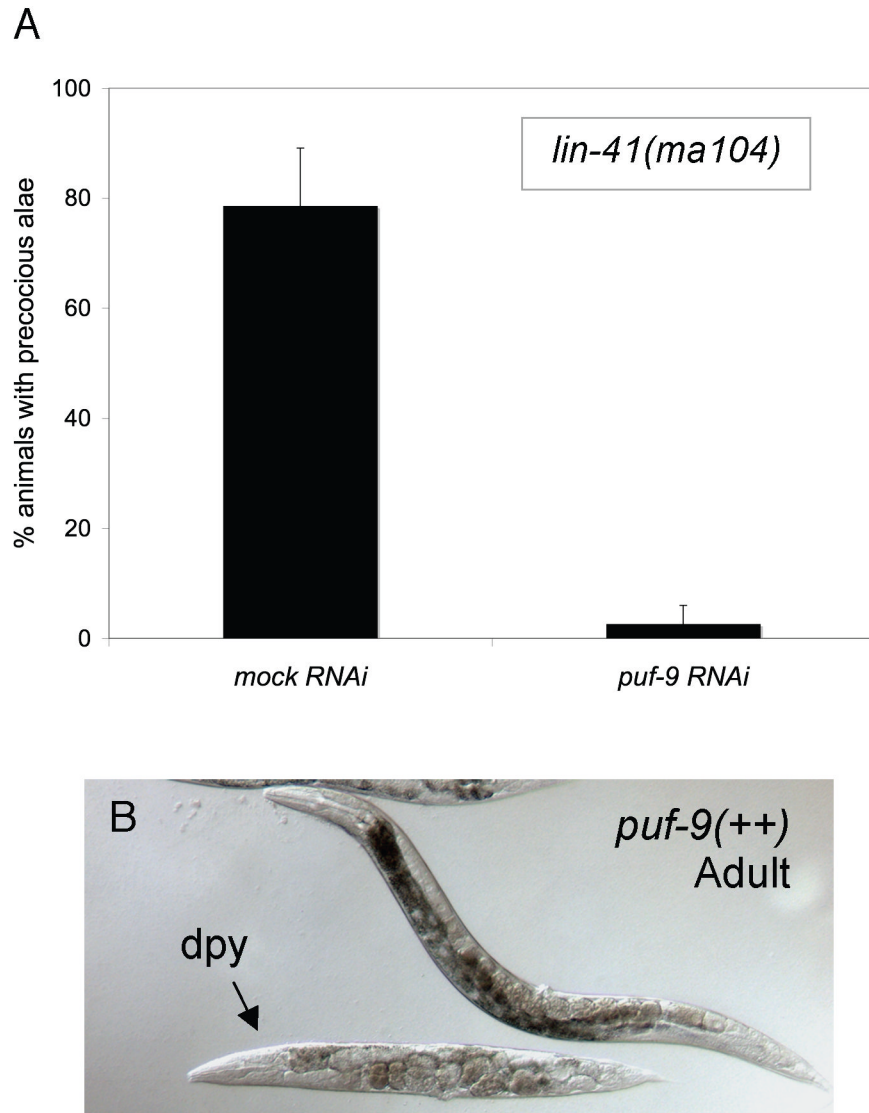 A
% animals with precocious alae
100
80
60
40
20
0
lin-41(ma104)
mock RNAi
puf-9 RNAi
B
puf-9(++)
Adult
dpy